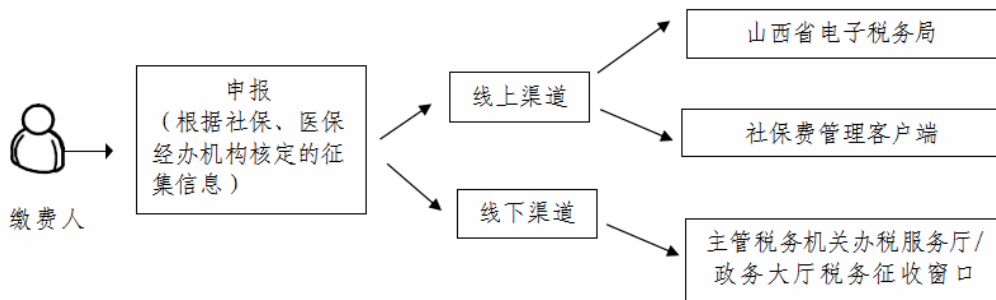 缴费人
申报
（根据社保、医保
经办机构核定的征
集信息）
线上渠道
线下渠道
山西省电子税务局
社保费管理客户端
主管税务机关办税服务厅/
政务大厅税务征收窗口